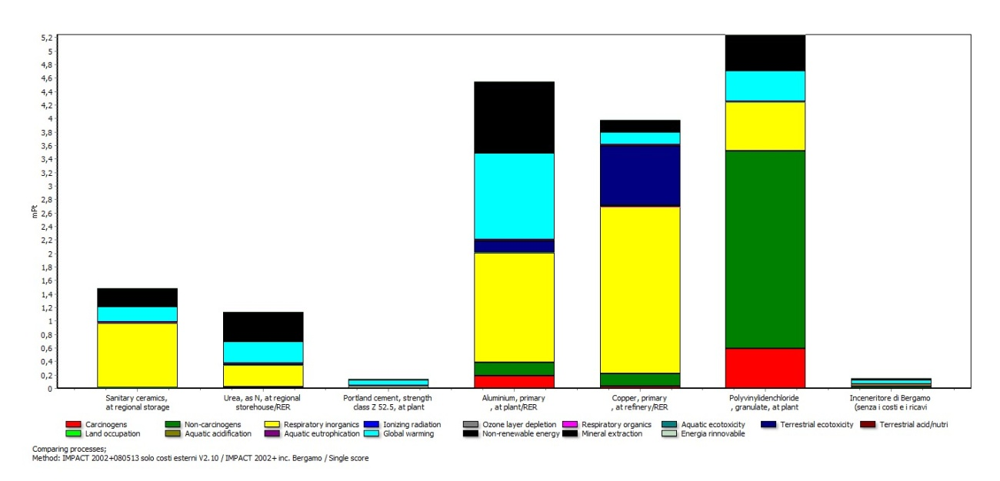 5,2
5
4,8
4,6
4,4
4,2
4
3,8
3,6
3,4
3,2
3
2,8
2,6
2,4
2,2
2
1,8
1,6
1,4
1,2
1
0,8
0,6
0,4
0,2
0
mPt
Sanitary ceramics,
at regional storage
Urea, as N, at regional
storehouse/RER
Portland cement, strength
class Z 52.5, at plant
Aluminium, primary
, at plant/RER
Copper, primary
, at refinery/RER
Polyvinylidenchloride
, granulate, at plant
Inceneritore di Bergamo
(senza i costi e i ricavi
Carcinogens Non-carcinogens Respiratory inorganics Ionizing radiation Ozone layer depletion Respiratory organics Aquatic ecotoxicity Terrestrial ecotoxicity Terrestrial acid/nutri
Land occupation Aquatic acidification Aquatic eutrophication Global warming Non-renewable energy Mineral extraction Energia rinnovabile
Comparing processes;
Method: IMPACT 2002+080513 solo costi esterni V2.10 / IMPACT 2002+ inc. Bergamo / Single score